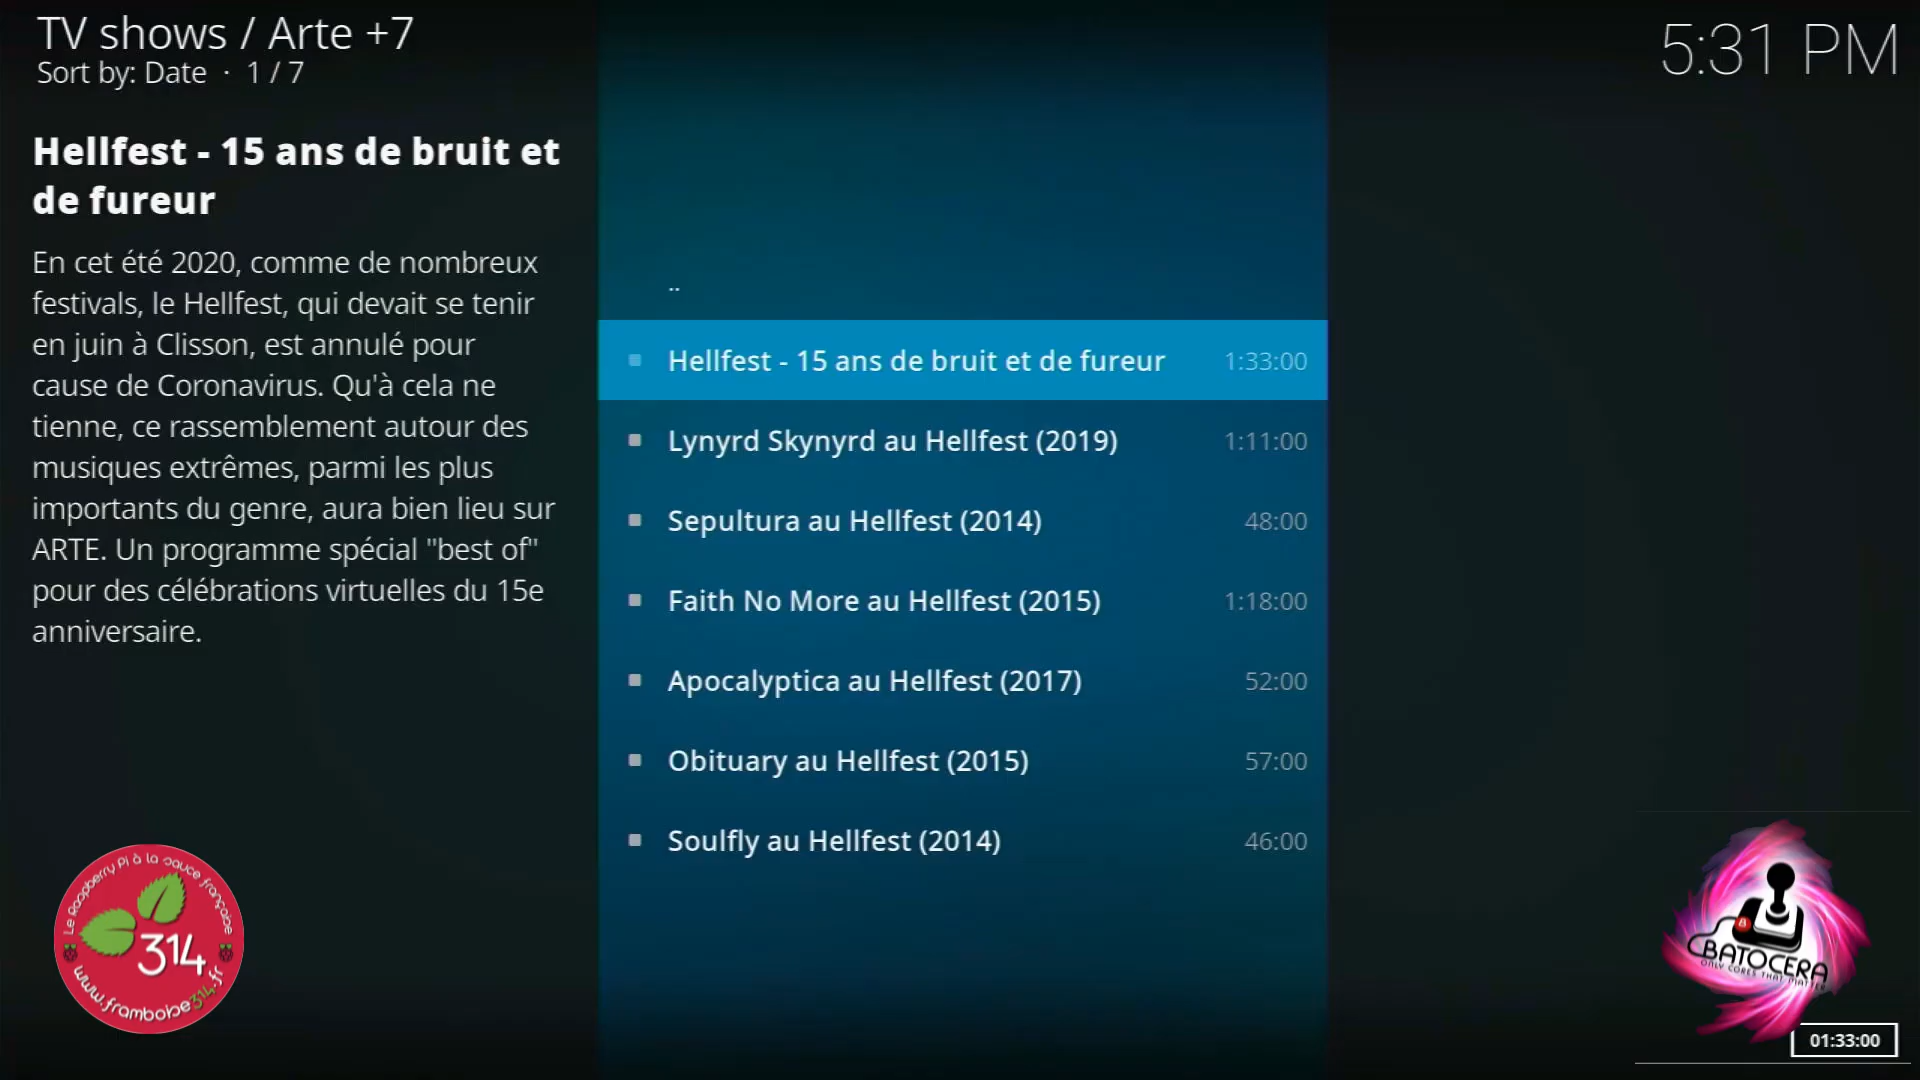 TV shows / Arte +7
Sort by: Date · 1 / 7
5:31 PM
Hellfest - 15 ans de bruit et
de fureur
En cet été 2020, comme de nombreux
festivals, le Hellfest, qui devait se tenir
en juin à Clisson, est annulé pour
cause de Coronavirus. Qu'à cela ne
tienne, ce rassemblement autour des
musiques extrêmes, parmi les plus
importants du genre, aura bien lieu sur
ARTE. Un programme spécial "best of"
pour des célébrations virtuelles du 15e
anniversaire.
..
Hellfest - 15 ans de bruit et de fureur 1:33:00
Lynyrd Skynyrd au Hellfest (2019) 1:11:00
Sepultura au Hellfest (2014) 48:00
Faith No More au Hellfest (2015) 1:18:00
Apocalyptica au Hellfest (2017) 52:00
Obituary au Hellfest (2015) 57:00
Soulfly au Hellfest (2014) 46:00
Le Raspberry Pi à la sauce française
314
www.framboise314.fr
BATOCERA
ONLY CORES THAT MATTER
01:33:00